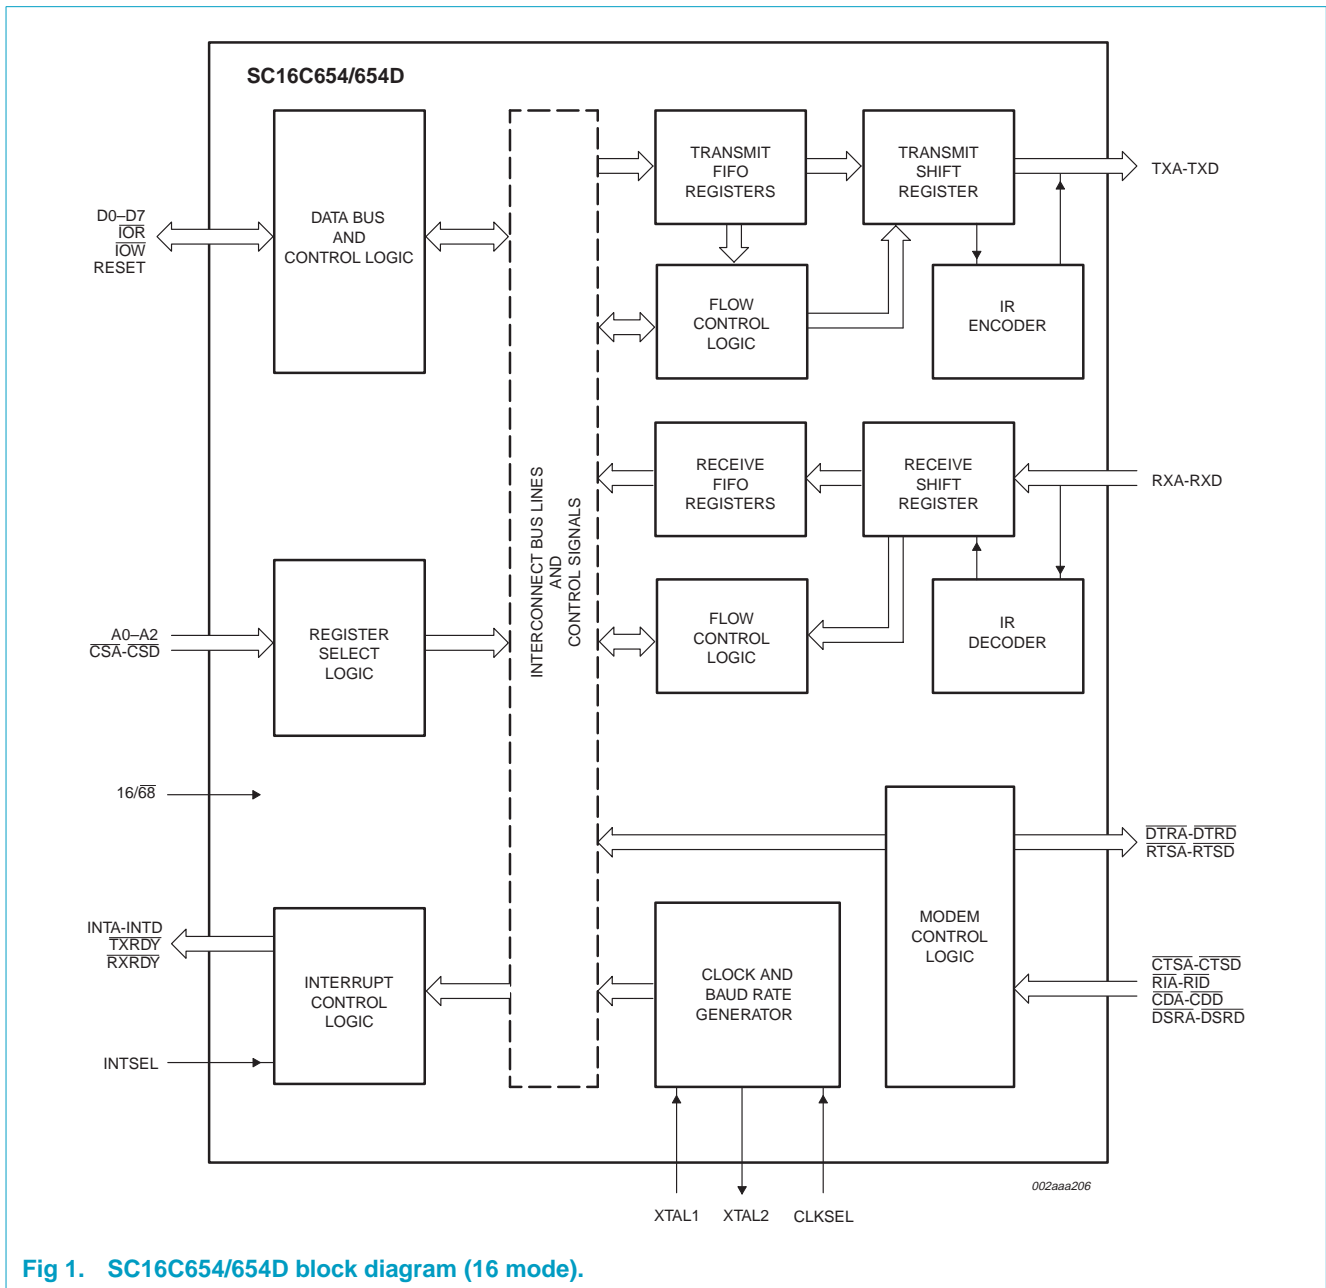 SC16C654/654D
D0–D7
IOR
IOW
RESET
DATA BUS
AND
CONTROL LOGIC
TRANSMIT
FIFO
REGISTERS
TRANSMIT
SHIFT
REGISTER
TXA-TXD
FLOW
CONTROL
LOGIC
IR
ENCODER
INTERCONNECT BUS LINES
AND
CONTROL SIGNALS
RECEIVE
FIFO
REGISTERS
RECEIVE
SHIFT
REGISTER
RXA-RXD
A0–A2
CSA-CSD
REGISTER
SELECT
LOGIC
FLOW
CONTROL
LOGIC
IR
DECODER
16/68
DTRA-DTRD
RTSA-RTSD
MODEM
CONTROL
LOGIC
INTA-INTD
TXRDY
RXRDY
INTERRUPT
CONTROL
LOGIC
CLOCK AND
BAUD RATE
GENERATOR
CTSA-CTSD
RIA-RID
CDA-CDD
DSRA-DSRD
INTSEL
002aaa206
XTAL1 XTAL2 CLKSEL
Fig 1. SC16C654/654D block diagram (16 mode).